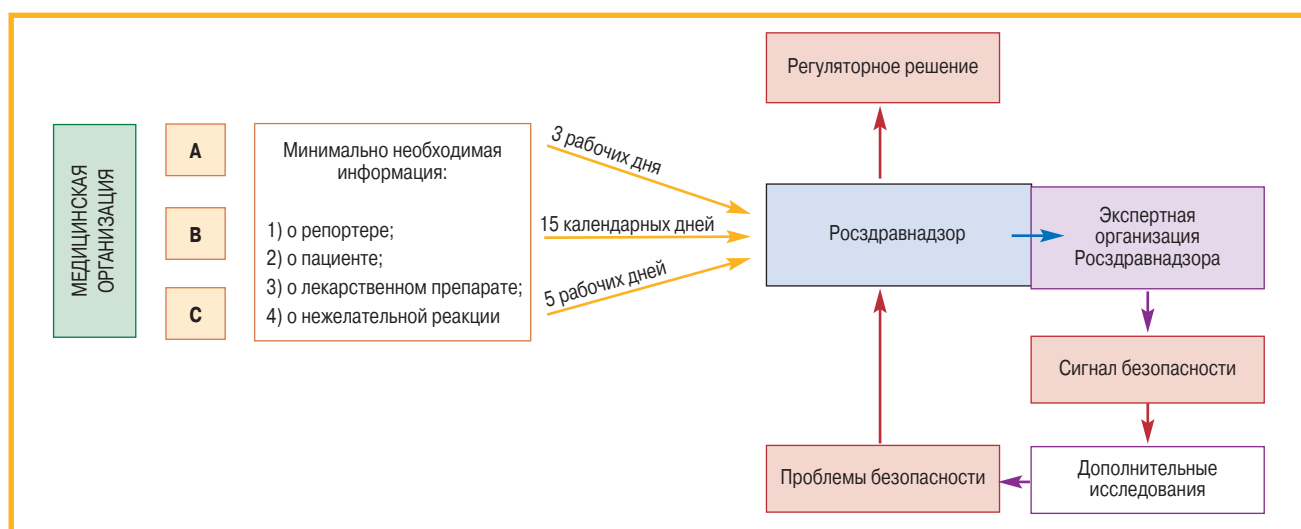 МЕДИЦИНСКАЯ
ОРГАНИЗАЦИЯ
A
B
C
Минимально необходимая
информация:
1) о репортере;
2) о пациенте;
3) о лекарственном препарате;
4) о нежелательной реакции
3 рабочих дня
15 календарных дней
5 рабочих дней
Регуляторное решение
Росздравнадзор
Экспертная
организация
Росздравнадзора
Сигнал безопасности
Дополнительные
исследования
Проблемы безопасности